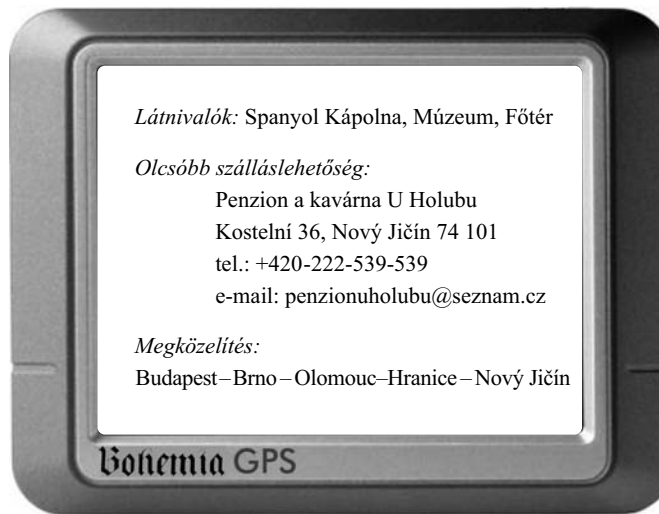 Látnivalók: Spanyol Kápolna, Múzeum, Főtér
Olcsóbb szálláslehetőség:
Penzion a kavárna U Holubu
Kostelní 36, Nový Jičín 74 101
tel.: +420-222-539-539
e-mail: penzionuholubu@seznam.cz
Megközelítés:
Budapest–Brno–Olomouc–Hranice–Nový Jičín
Bohemia GPS